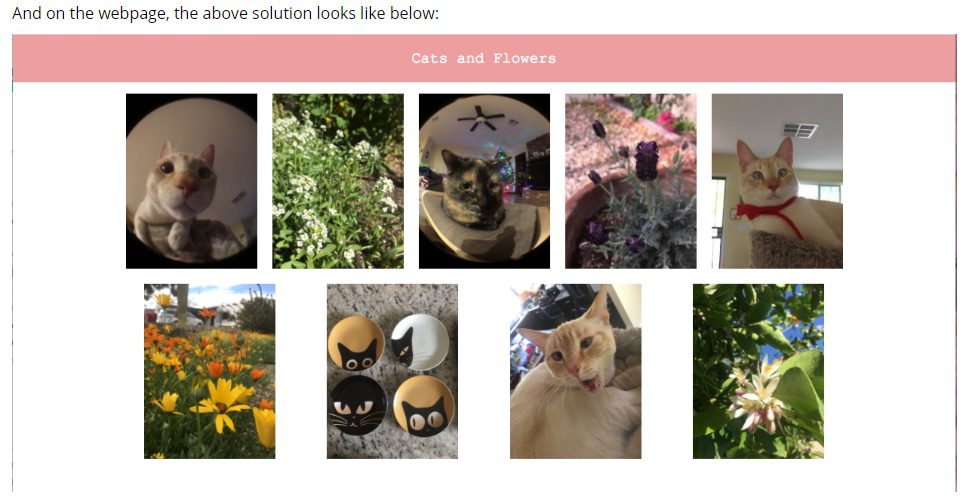 And on the webpage, the above solution looks like below:
Cats and Flowers